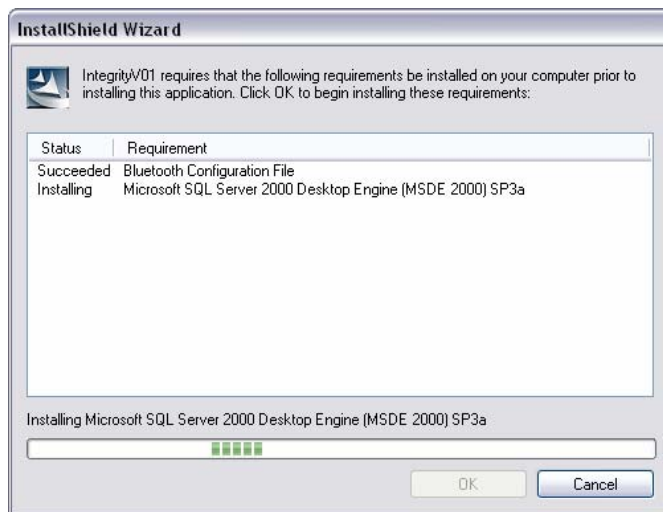 InstallShield Wizard
IntegrityV01 requires that the following requirements be installed on your computer prior to
installing this application. Click OK to begin installing these requirements:
Status Requirement
Succeeded Bluetooth Configuration File
Installing Microsoft SQL Server 2000 Desktop Engine (MSDE 2000) SP3a
Installing Microsoft SQL Server 2000 Desktop Engine (MSDE 2000) SP3a
OK Cancel